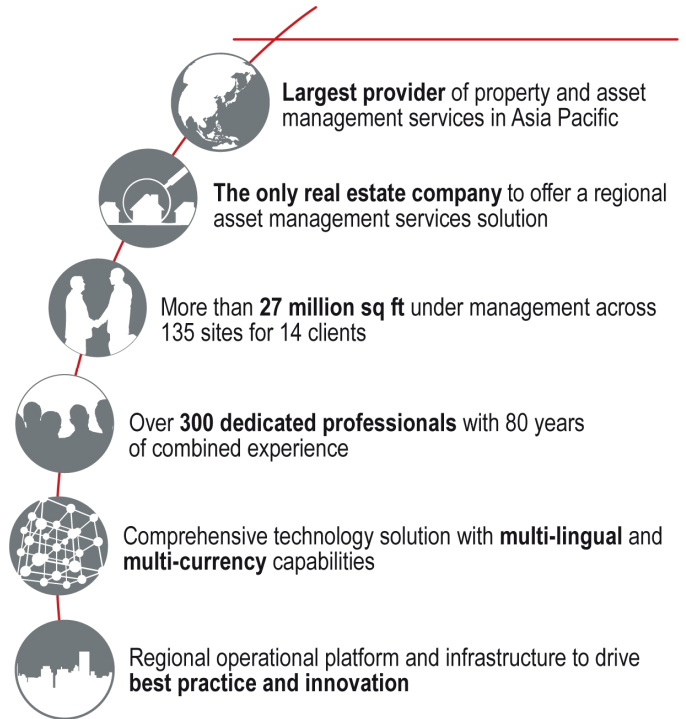 Largest provider of property and asset
management services in Asia Pacific
The only real estate company to offer a regional
asset management services solution
More than 27 million sq ft under management across
135 sites for 14 clients
Over 300 dedicated professionals with 80 years
of combined experience
Comprehensive technology solution with multi-lingual and
multi-currency capabilities
Regional operational platform and infrastructure to drive
best practice and innovation